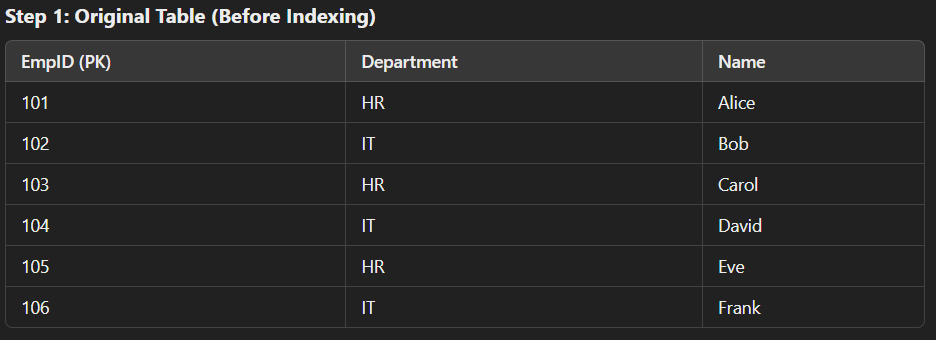 Step 1: Original Table (Before Indexing)
EmpID (PK) Department Name
101 HR Alice
102 IT Bob
103 HR Carol
104 IT David
105 HR Eve
106 IT Frank